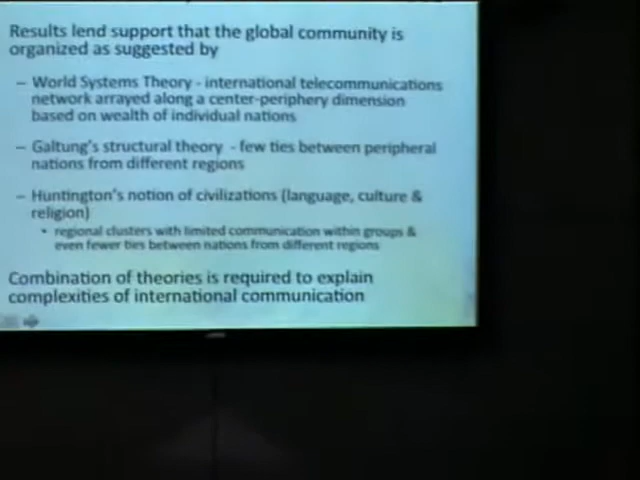 Results lend support that the global community is
organized as suggested by
– World Systems Theory - international telecommunications
network arrayed along a center-periphery dimension
based on wealth of individual nations
– Galtung's structural theory - few ties between peripheral
nations from different regions
– Huntington's notion of civilizations (language, culture &
religion)
• regional clusters with limited communication within groups &
even fewer ties between nations from different regions
Combination of theories is required to explain
complexities of international communication